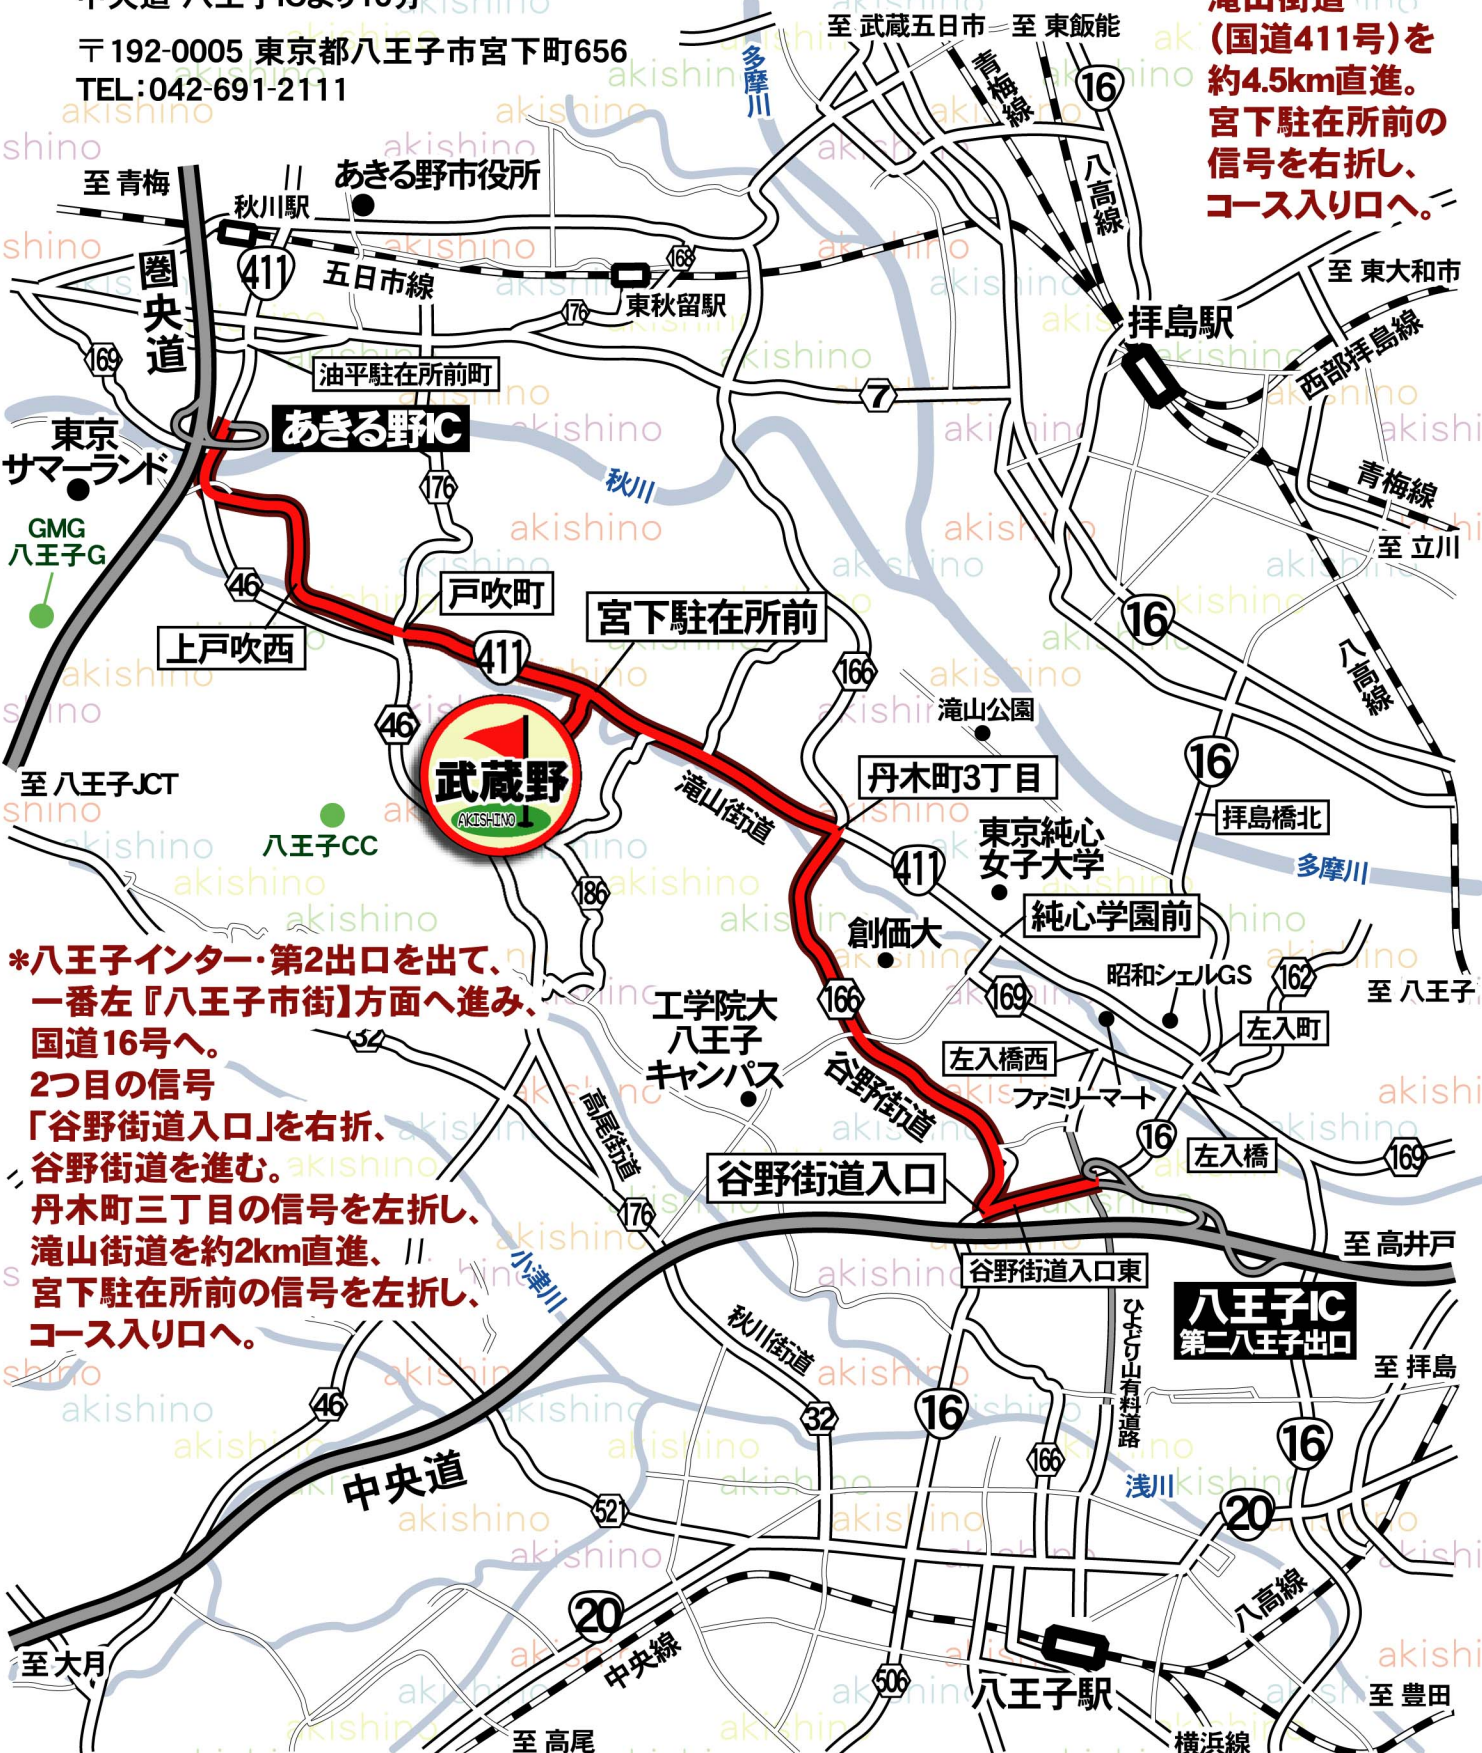 中央道 八王子ICより10分
〒192-0005 東京都八王子市宮下町656
TEL:042-691-2111
滝山街道
(国道411号)を
約4.5km直進。
宮下駐在所前の
信号を右折し、
コース入り口へ。
至 武蔵五日市
至 東飯能
多摩川
青梅線
16
八高線
至 青梅
秋川駅
あきる野市役所
圏央道
411
五日市線
168
東秋留駅
176
169
油平駐在所前町
至 東大和市
拝島駅
西部拝島線
7
あきる野IC
東京
サマーランド
176
秋川
青梅線
至 立川
GMG
八王子G
46
戸吹町
宮下駐在所前
上戸吹西
411
16
八高線
166
滝山公園
46
武蔵野
AKISHINO
至 八王子JCT
八王子CC
滝山街道
丹木町3丁目
16
拝島橋北
東京純心
女子大学
411
多摩川
186
純心学園前
創価大
昭和シェルGS
162
至 八王子
*八王子インター・第2出口を出て、
一番左『八王子市街】方面へ進み、
国道16号へ。
2つ目の信号
「谷野街道入口」を右折、
谷野街道を進む。
丹木町三丁目の信号を左折し、
滝山街道を約2km直進、
宮下駐在所前の信号を左折し、
コース入り口へ。
32
工学院大
八王子
キャンパス
166
169
左入町
左入橋西
ファミリーマート
谷野街道
高尾街道
16
左入橋
169
谷野街道入口
176
至 高井戸
谷野街道入口東
小津川
八王子IC
第二八王子出口
ひよどり山有料道路
秋川街道
至 拝島
46
32
16
166
16
中央道
浅川
521
20
20
八高線
中央線
至 大月
506
八王子駅
至 豊田
至 高尾
横浜線
akishino